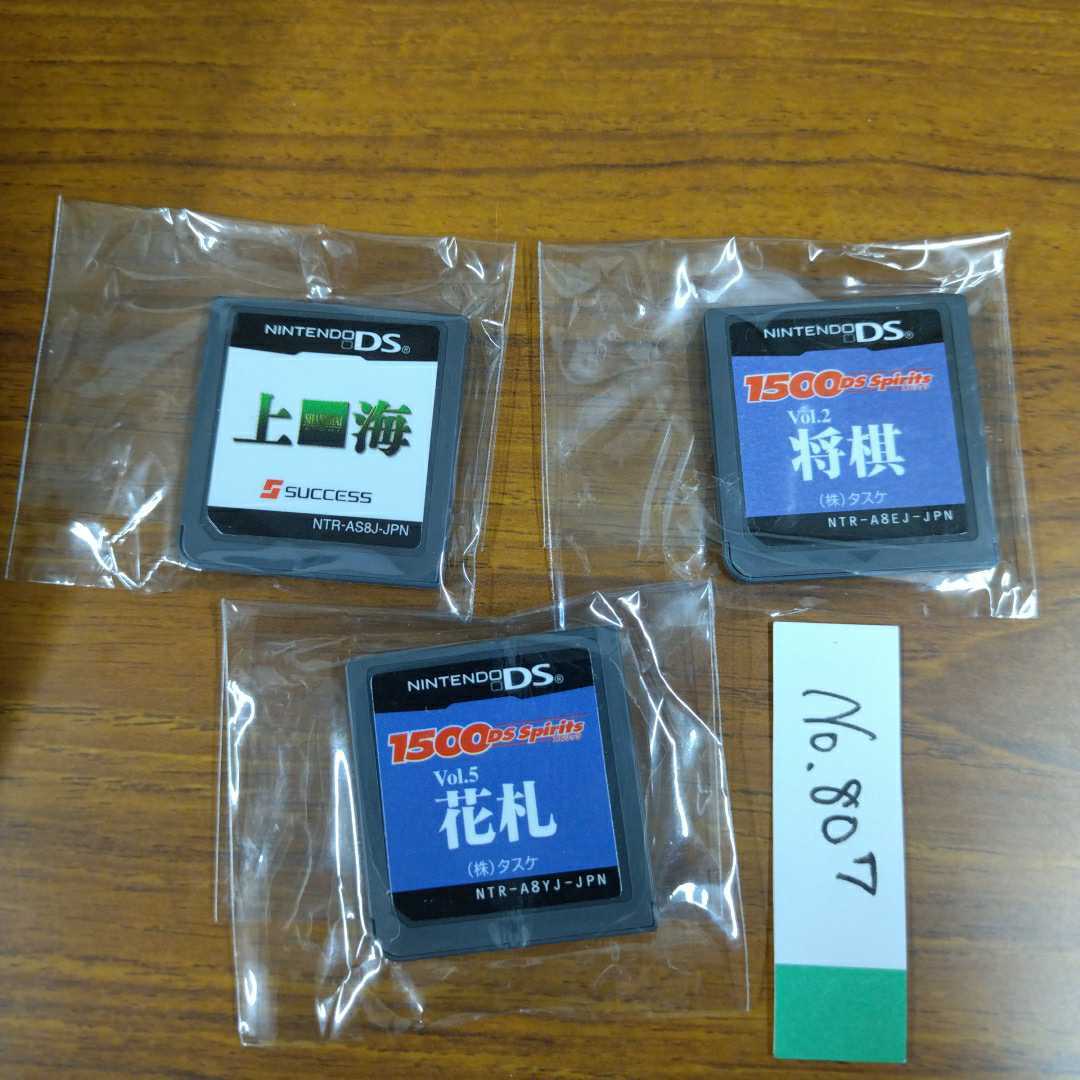 NINTENDO DS®
上 SHANGHAI 海
SUCCESS
NTR-AS8J-JPN
NINTENDO DS®
1500 DS Spirits
Vol.2
将棋
(株)タスケ
NTR-A8EJ-JPN
NINTENDO DS®
1500 DS Spirits
Vol.5
花札
(株)タスケ
NTR-A8YJ-JPN
No.807